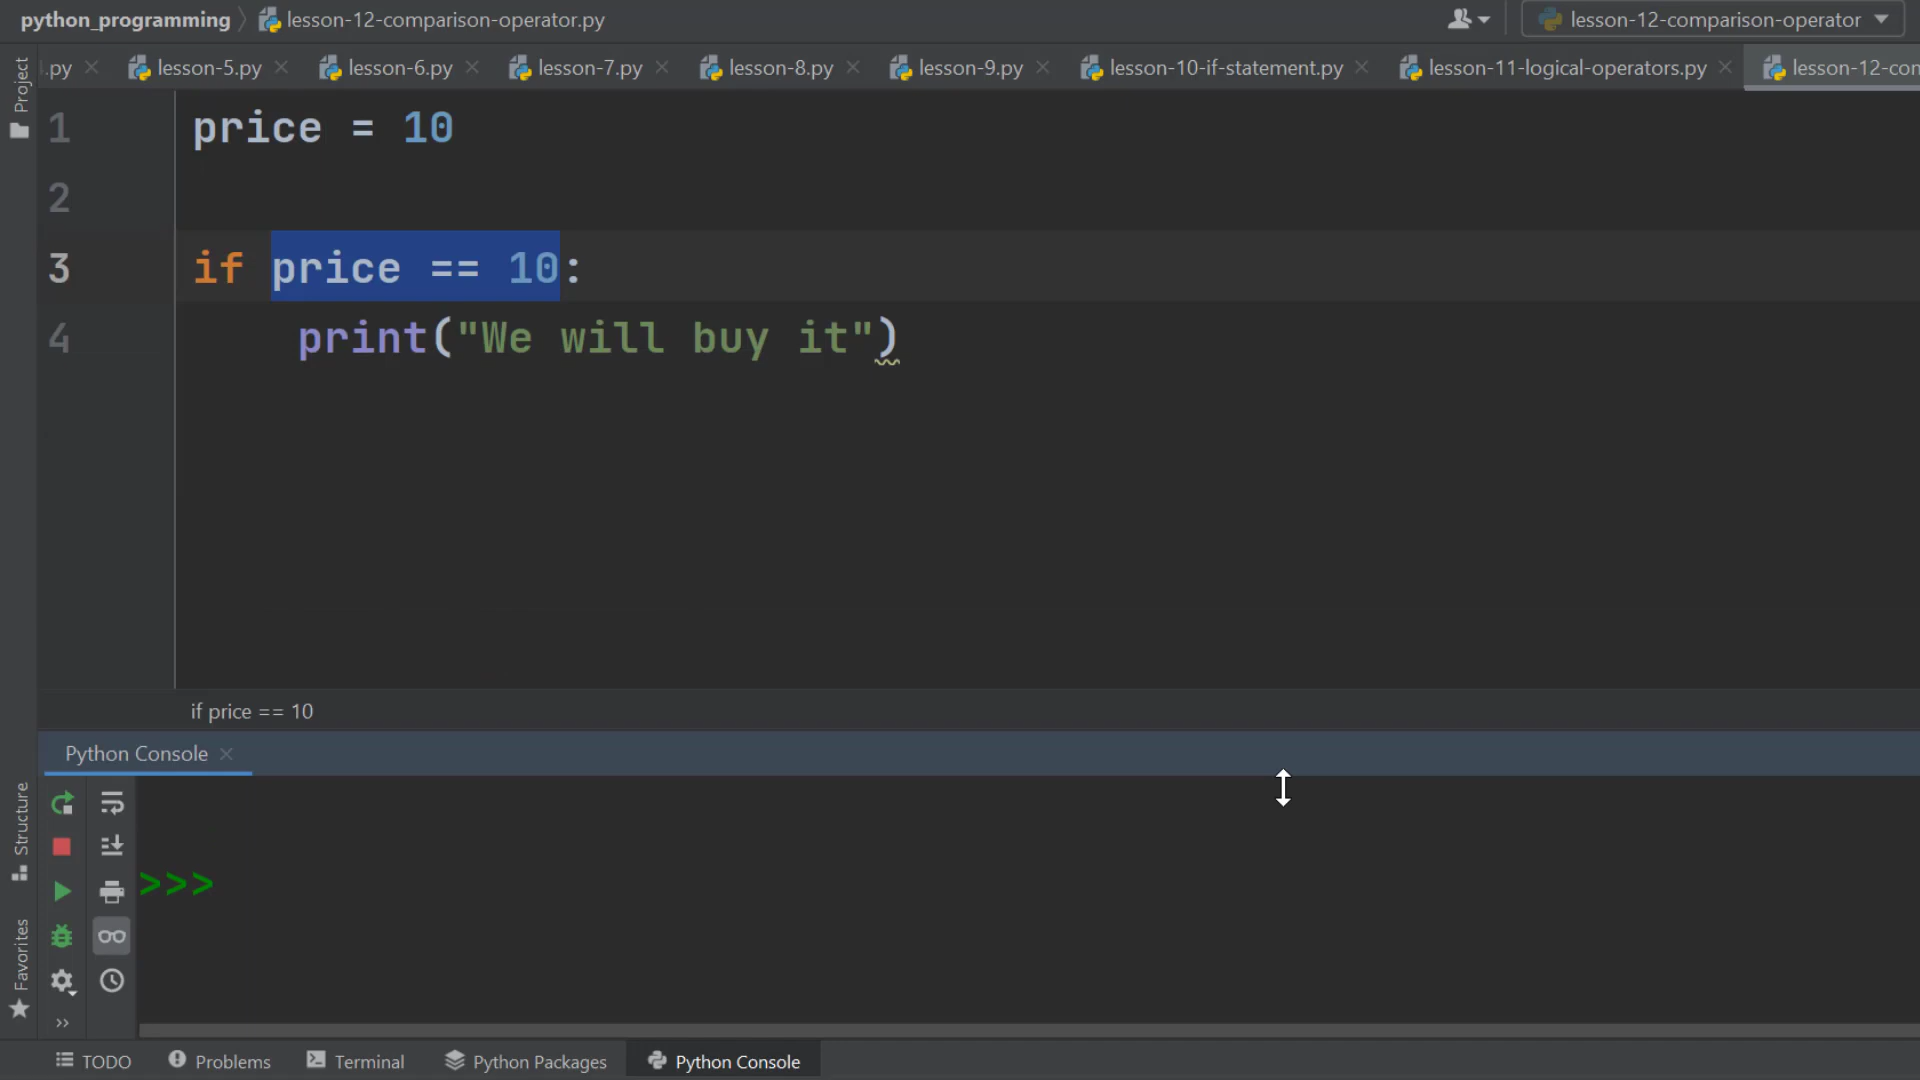 python_programming lesson-12-comparison-operator.py lesson-12-comparison-operator
.py lesson-5.py lesson-6.py lesson-7.py lesson-8.py lesson-9.py lesson-10-if-statement.py lesson-11-logical-operators.py lesson-12-con
Project
1 price = 10
2
3 if price == 10:
4 print("We will buy it")
if price == 10
Python Console
Structure
>>>
Favorites
TODO Problems Terminal Python Packages Python Console